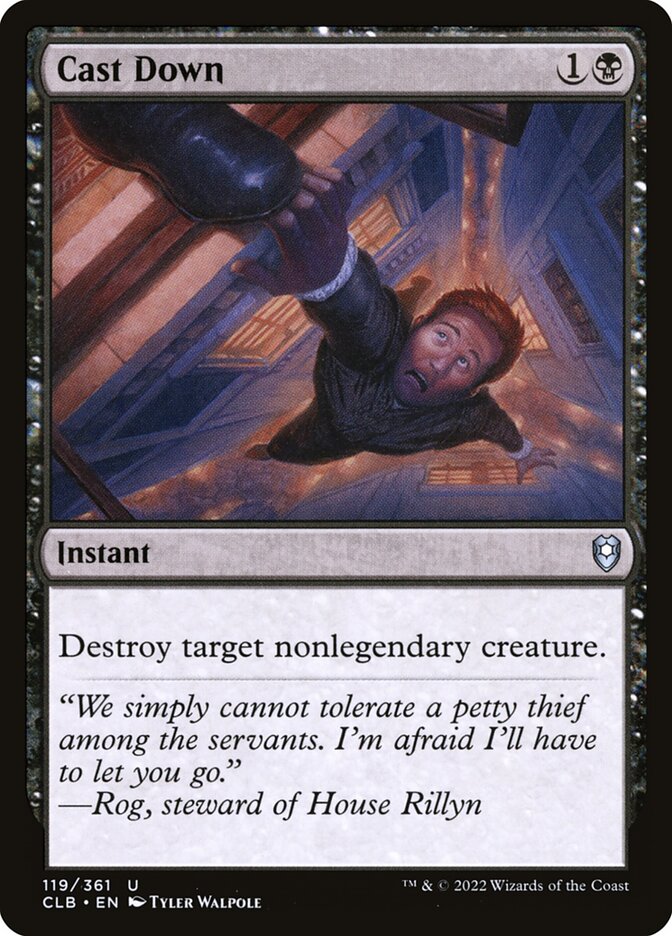 Cast Down
1
Instant
Destroy target nonlegendary creature.
“We simply cannot tolerate a petty thief
among the servants. I’m afraid I’ll have
to let you go.”
—Rog, steward of House Rillyn
119/361 U
™ & © 2022 Wizards of the Coast
CLB • EN Tyler Walpole